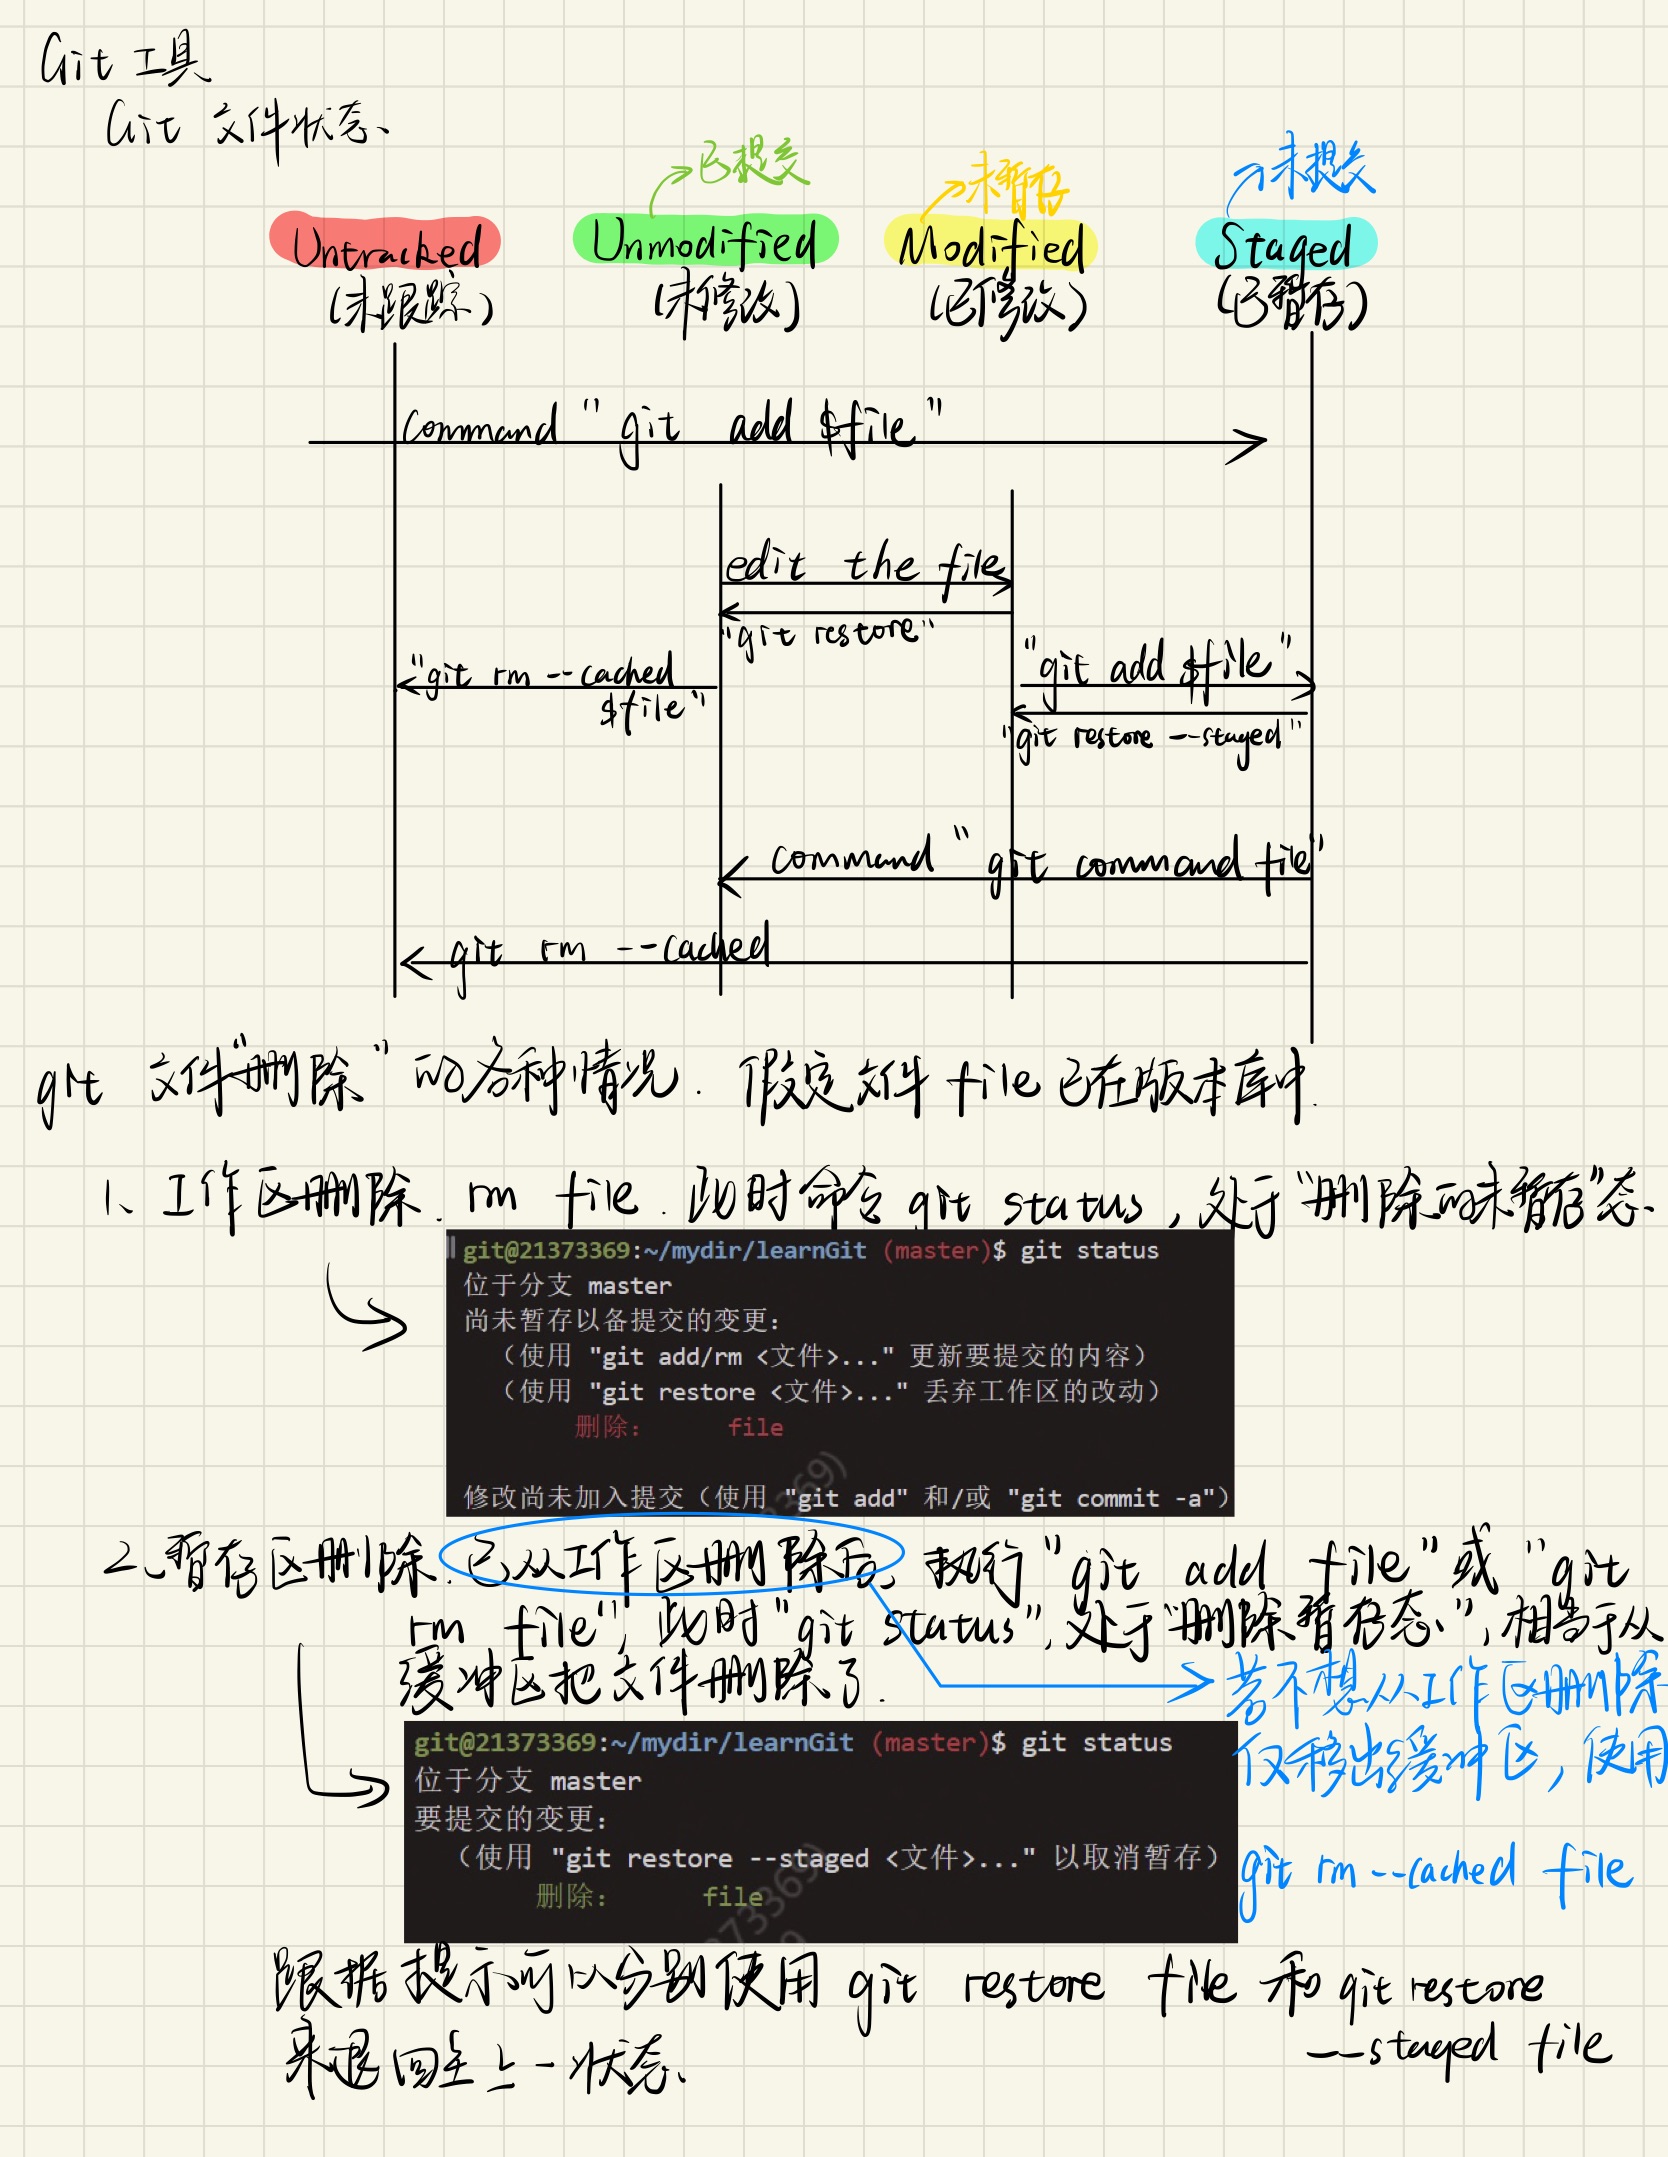 Git 工具
Git 文件状态
已提交 未暂存 未提交
Untracked Unmodified Modified Staged
(未跟踪) (未修改) (已修改) (已暂存)
command "git add $file"
edit the file
"git restore"
"git rm --cached
$file"
"git add $file"
"git restore --staged"
command "git command file"
git rm --cached
git 文件"删除"的各种情况. 假定文件 file 已在版本库中.
1、工作区删除. rm file. 此时命令 git status, 处于"删除的未暂存"态.
git@21373369:~/mydir/learnGit (master)$ git status
位于分支 master
尚未暂存以备提交的变更:
(使用 "git add/rm <文件>..." 更新要提交的内容)
(使用 "git restore <文件>..." 丢弃工作区的改动)
删除: file
369)
修改尚未加入提交(使用 "git add" 和/或 "git commit -a")
2、暂存区删除. 已从工作区删除后, 执行"git add file"或"git
rm file", 此时"git status", 处于"删除暂存态", 相当于从
缓冲区把文件删除了.
若不想从工作区删除
仅移出缓冲区, 使用
git rm --cached file
git@21373369:~/mydir/learnGit (master)$ git status
位于分支 master
要提交的变更:
(使用 "git restore --staged <文件>..." 以取消暂存)
删除: file
73369)
跟据提示可以分别使用 git restore file 和 git restore
--staged file
来退回至上一状态.